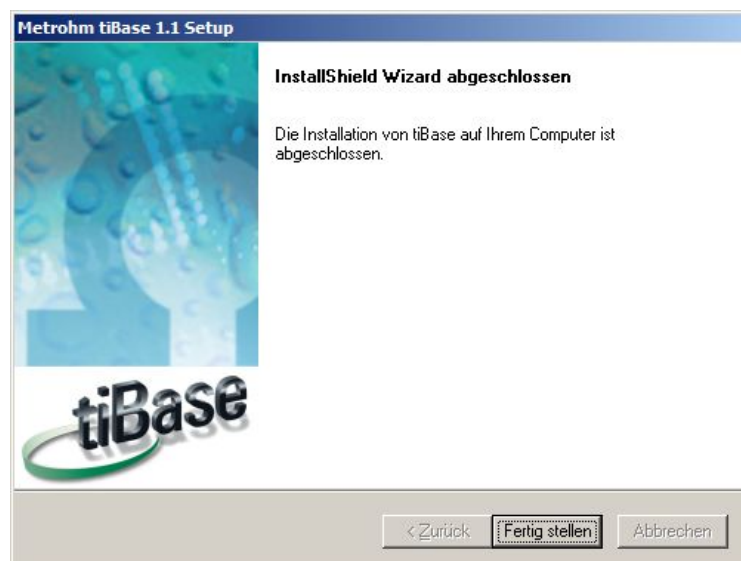 Metrohm tiBase 1.1 Setup
InstallShield Wizard abgeschlossen
Die Installation von tiBase auf Ihrem Computer ist
abgeschlossen.
tiBase
< Zurück Fertig stellen Abbrechen